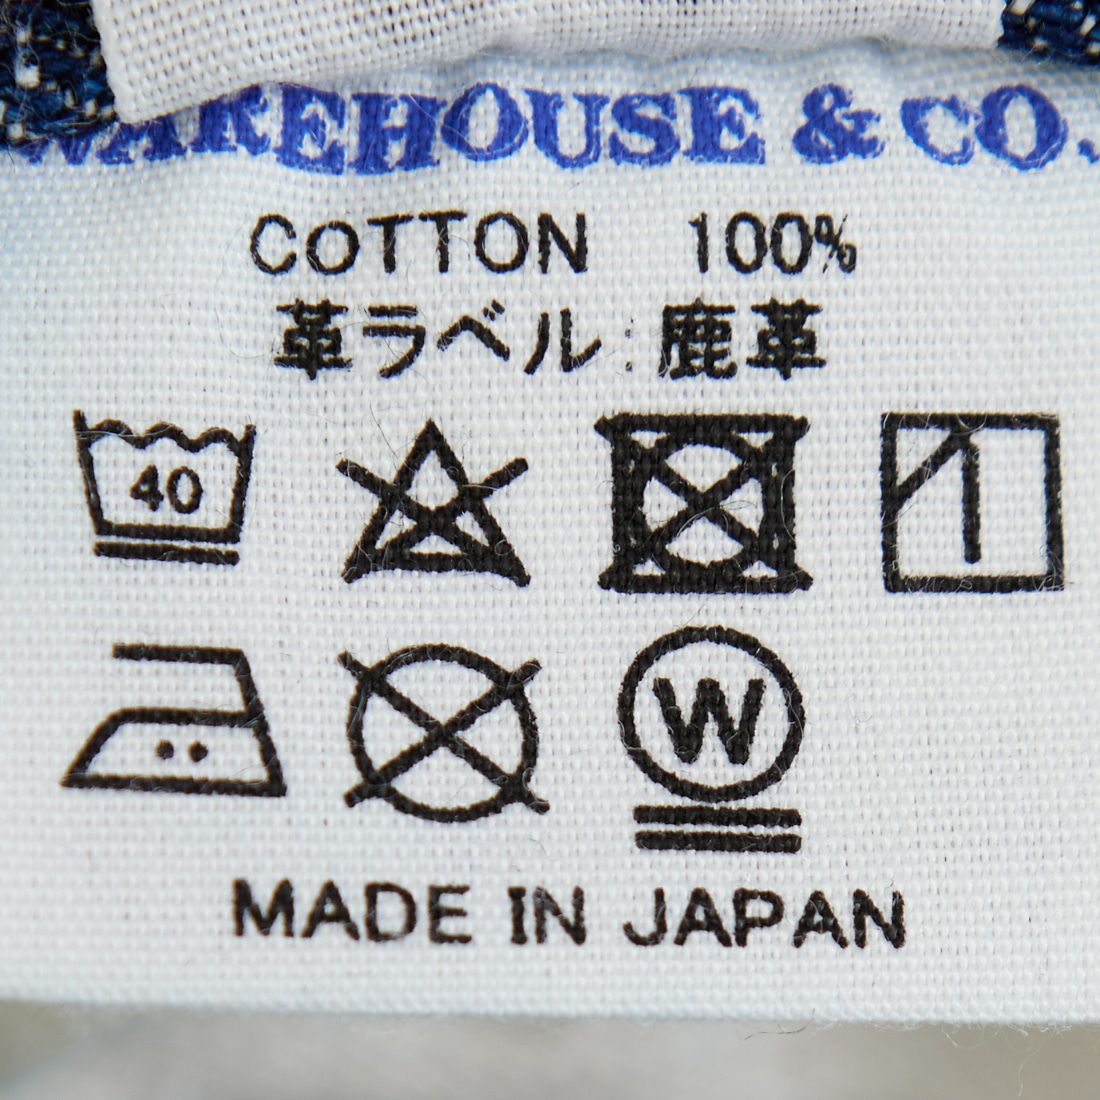 WAREHOUSE & CO.
COTTON 100%
革ラベル:鹿革
40
W
MADE IN JAPAN